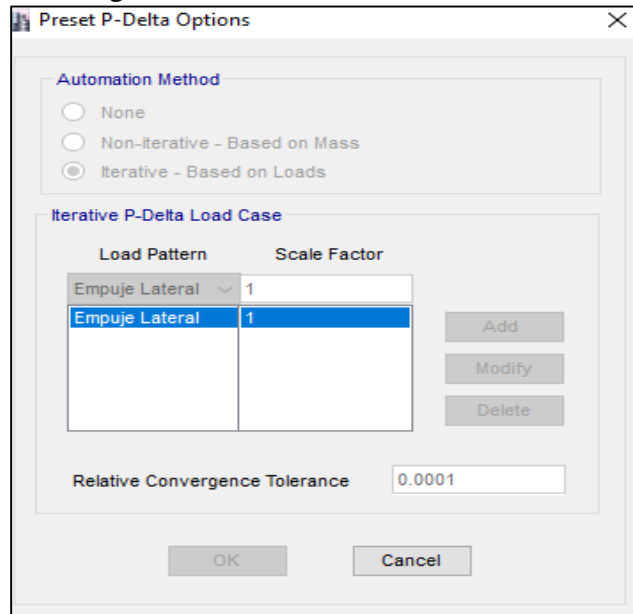 Preset P-Delta Options
Automation Method
None
Non-iterative - Based on Mass
Iterative - Based on Loads
Iterative P-Delta Load Case
Load Pattern Scale Factor
Empuje Lateral 1
Empuje Lateral 1
Add
Modify
Delete
Relative Convergence Tolerance 0.0001
OK Cancel